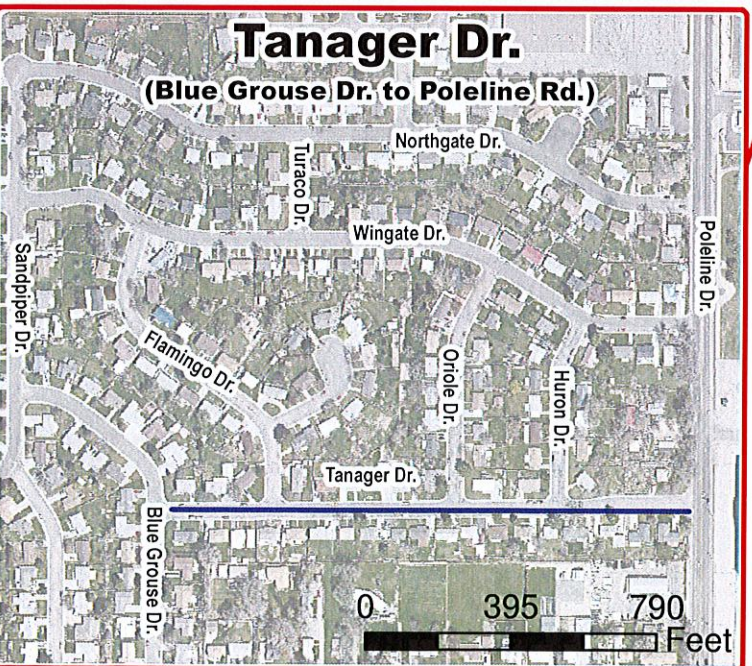 Tanager Dr.
(Blue Grouse Dr. to Poleline Rd.)
Northgate Dr.
Turaco Dr.
Wingate Dr.
Poleline Dr.
Sandpiper Dr.
Flamingo Dr.
Oriole Dr.
Huron Dr.
Tanager Dr.
Blue Grouse Dr.
0 395 790
Feet